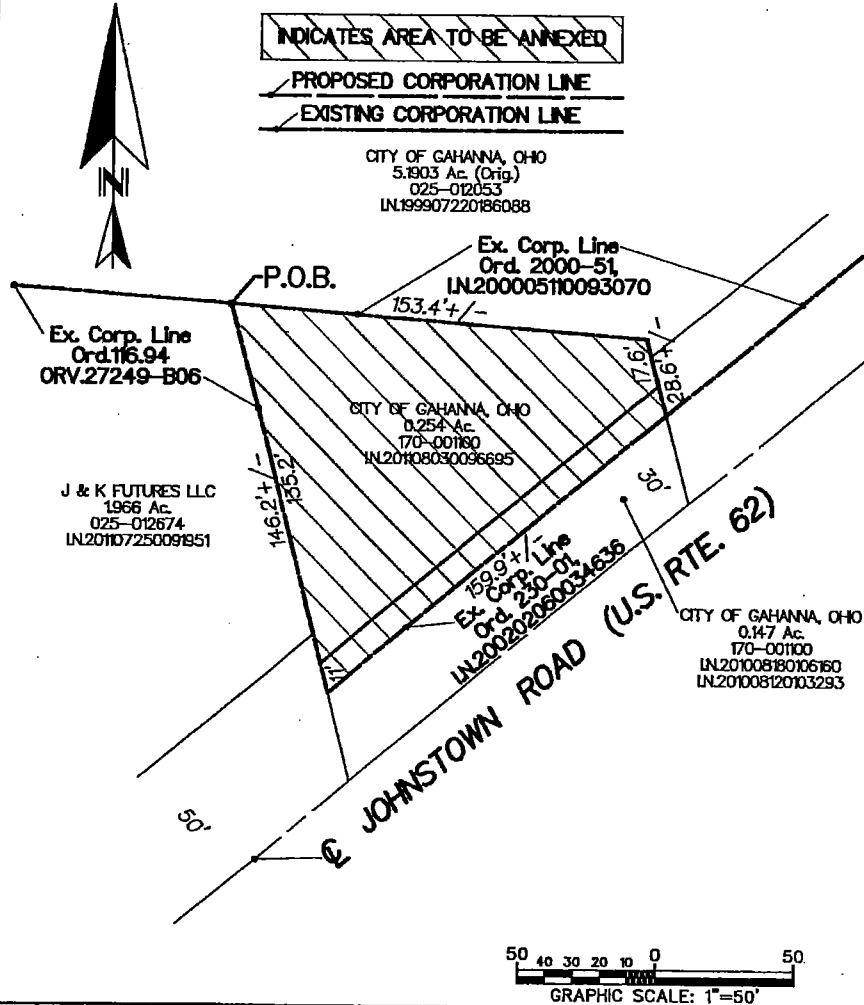 INDICATES AREA TO BE ANNEXED
PROPOSED CORPORATION LINE
EXISTING CORPORATION LINE
N
CITY OF GAHANNA, OHIO
5.1903 Ac. (Orig.)
025-012053
I.N.199907220186088
Ex. Corp. Line
Ord. 2000-51,
I.N.200005110093070
P.O.B.
153.4'+/-
Ex. Corp. Line
Ord.116.94
ORV.27249-B06
17.6'
28.6'+/-
CITY OF GAHANNA, OHIO
0.254 Ac.
170-001100
I.N.201108030096695
146.2'+/-
135.2'
J & K FUTURES LLC
1.966 Ac.
025-012674
I.N.201107250091951
30'
159.9'+/-
Ex. Corp. Line
Ord. 230-01,
I.N.200202060034636
11'
CITY OF GAHANNA, OHIO
0.147 Ac.
170-001100
I.N.201008180106160
I.N.201008120103293
50'
℄ JOHNSTOWN ROAD (U.S. RTE. 62)
50 40 30 20 10 0 50
GRAPHIC SCALE: 1"=50'